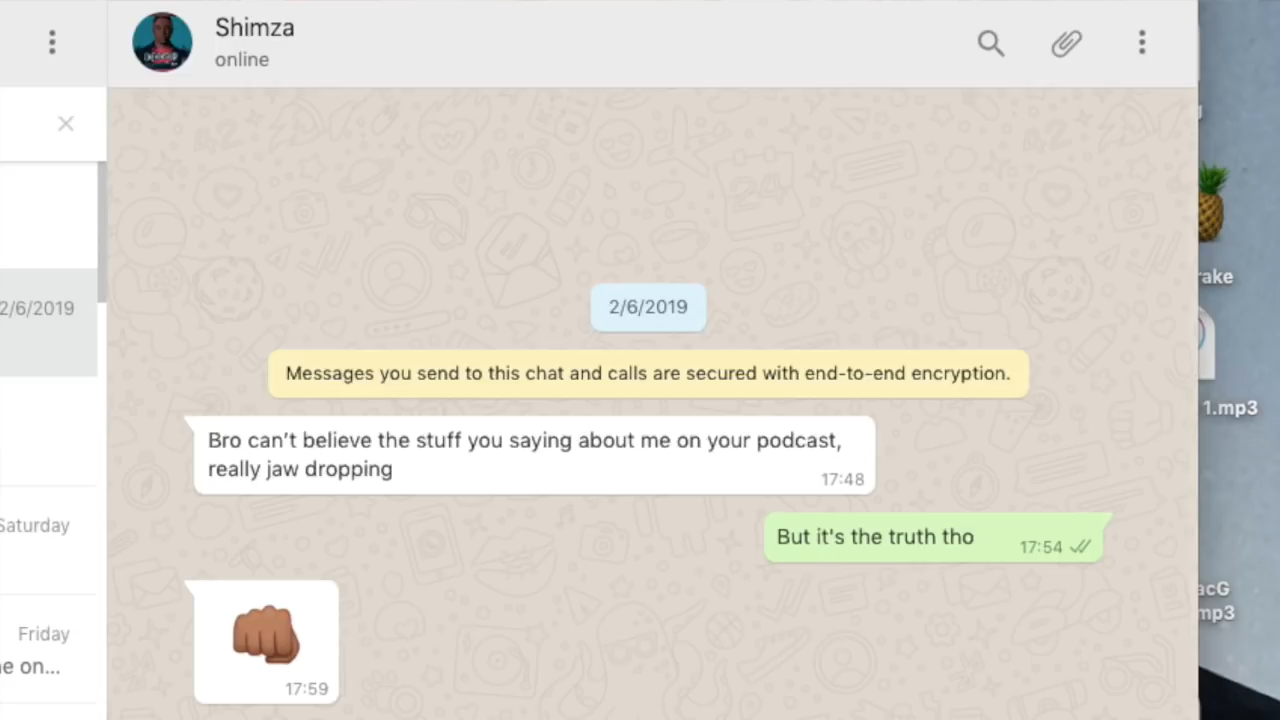 Shimza
online
2/6/2019
2/6/2019
Messages you send to this chat and calls are secured with end-to-end encryption.
Bro can’t believe the stuff you saying about me on your podcast,
really jaw dropping
17:48
But it's the truth tho
17:54
17:59
Saturday
Friday
on...
1.mp3
mp3